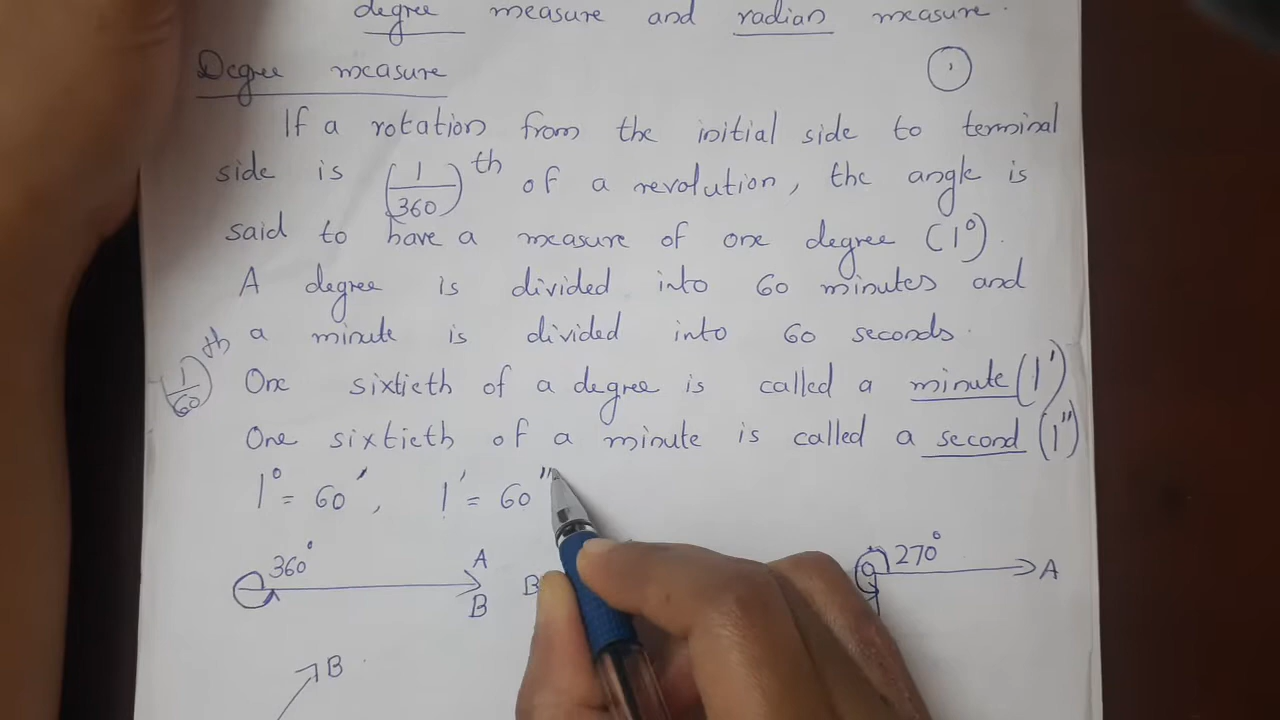 degree measure and radian measure.
Degree measure
If a rotation from the initial side to terminal
side is (1/360)th of a revolution, the angle is
said to have a measure of one degree (1°).
A degree is divided into 60 minutes and
a minute is divided into 60 seconds.
(1/60)th
One sixtieth of a degree is called a minute (1′)
One sixtieth of a minute is called a second (1″)
1° = 60′, 1′ = 60″
360° A
B
B
270° A
B